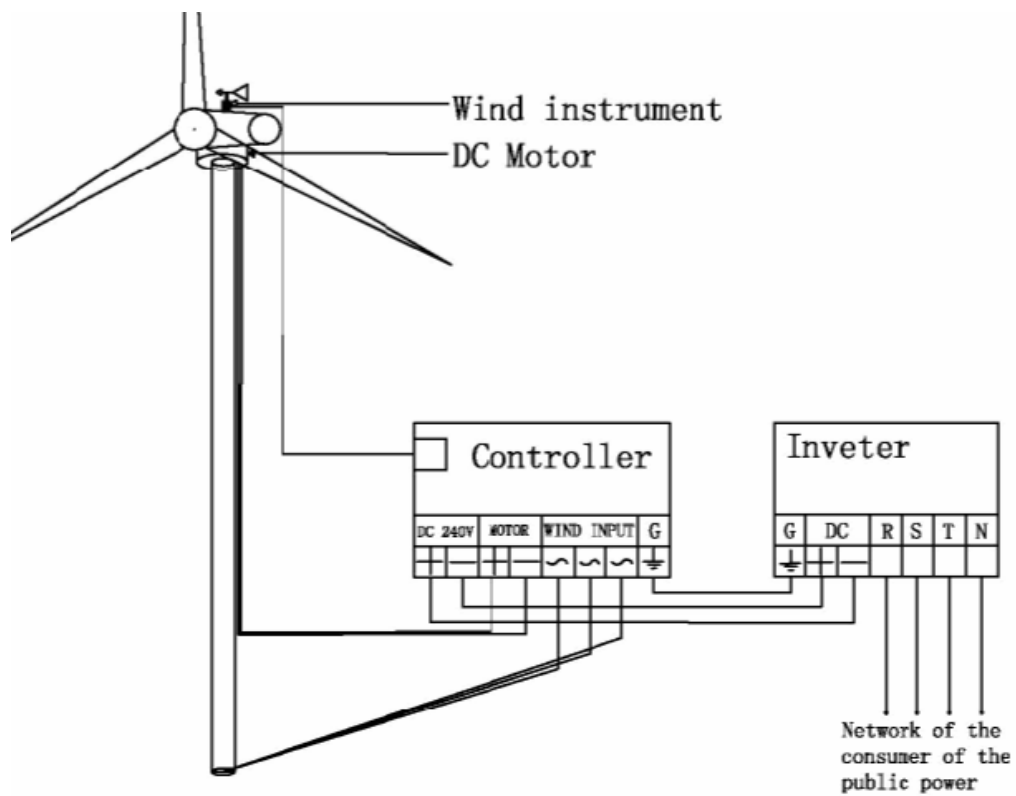 Wind instrument
DC Motor
Controller
DC 240V MOTOR WIND INPUT G
+ − + − ~ ~ ~ ⏚
Inveter
G DC R S T N
⏚ + −
Network of the
consumer of the
public power